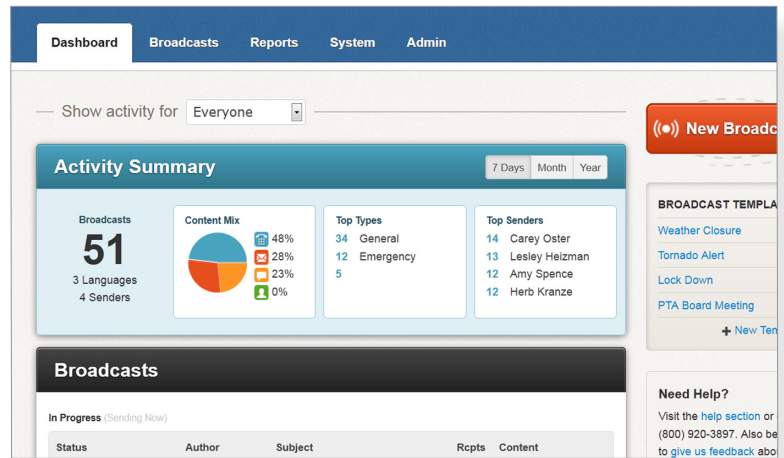 Dashboard Broadcasts Reports System Admin
Show activity for Everyone
((•)) New Broadc
Activity Summary 7 Days Month Year
Broadcasts
51
3 Languages
4 Senders
Content Mix
48%
28%
23%
0%
Top Types
34 General
12 Emergency
5
Top Senders
14 Carey Oster
13 Lesley Heizman
12 Amy Spence
12 Herb Kranze
BROADCAST TEMPLA
Weather Closure
Tornado Alert
Lock Down
PTA Board Meeting
+ New Tem
Broadcasts
In Progress (Sending Now)
Status Author Subject Rcpts Content
Need Help?
Visit the help section or
(800) 920-3897. Also be
to give us feedback abo